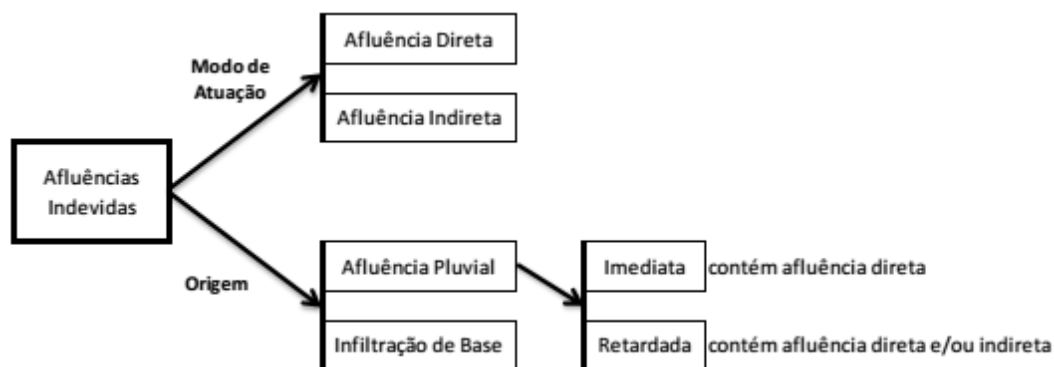 Afluência Direta
Modo de
Atuação
Afluência Indireta
Afluências
Indevidas
Origem
Afluência Pluvial
Imediata
contém afluência direta
Infiltração de Base
Retardada
contém afluência direta e/ou indireta